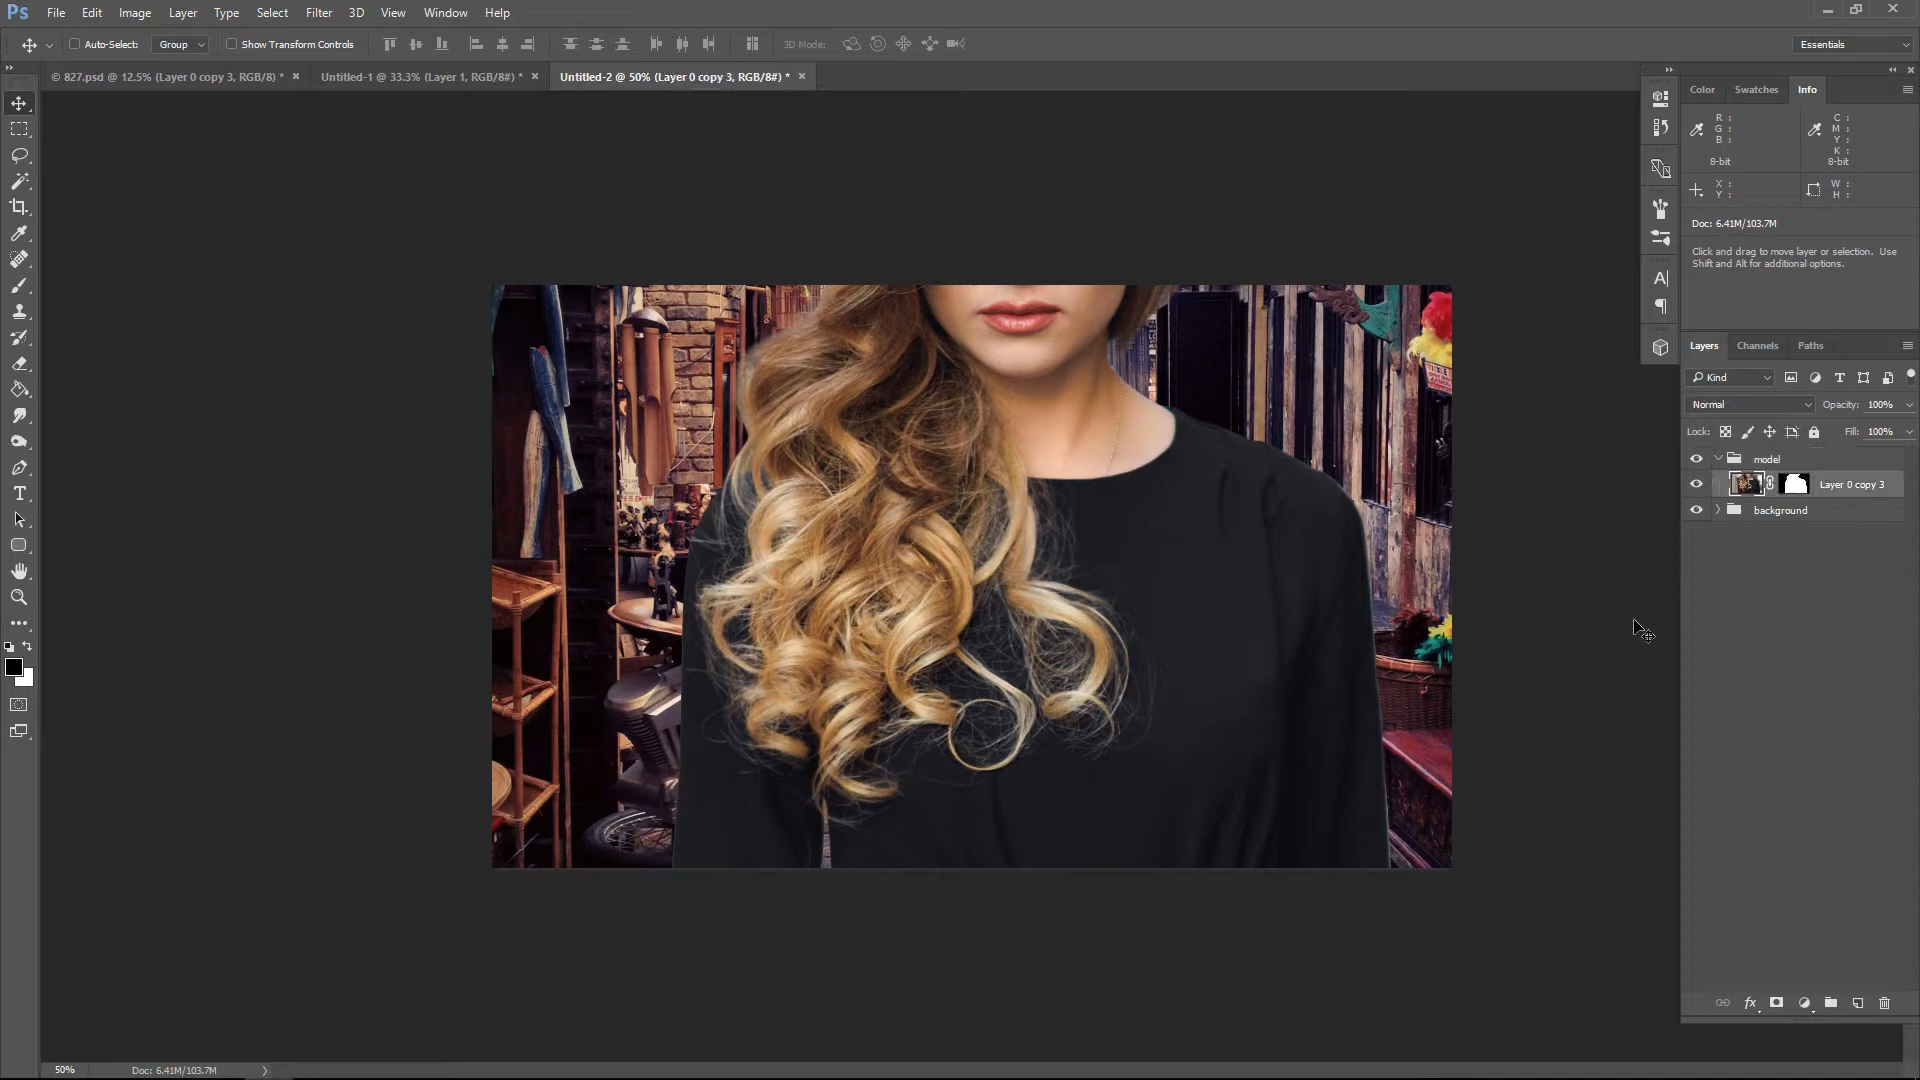 Ps File Edit Image Layer Type Select Filter 3D View Window Help
Auto-Select: Group Show Transform Controls 3D Mode: Essentials
© 827.psd @ 12.5% (Layer 0 copy 3, RGB/8) * × Untitled-1 @ 33.3% (Layer 1, RGB/8#) * × Untitled-2 @ 50% (Layer 0 copy 3, RGB/8#) * ×
Color Swatches Info
R : C :
G : M :
B : Y :
K :
8-bit 8-bit
X : W :
Y : H :
Doc: 6.41M/103.7M
Click and drag to move layer or selection. Use
Shift and Alt for additional options.
Layers Channels Paths
Kind
Normal Opacity: 100%
Lock: Fill: 100%
model
Layer 0 copy 3
background
50% Doc: 6.41M/103.7M